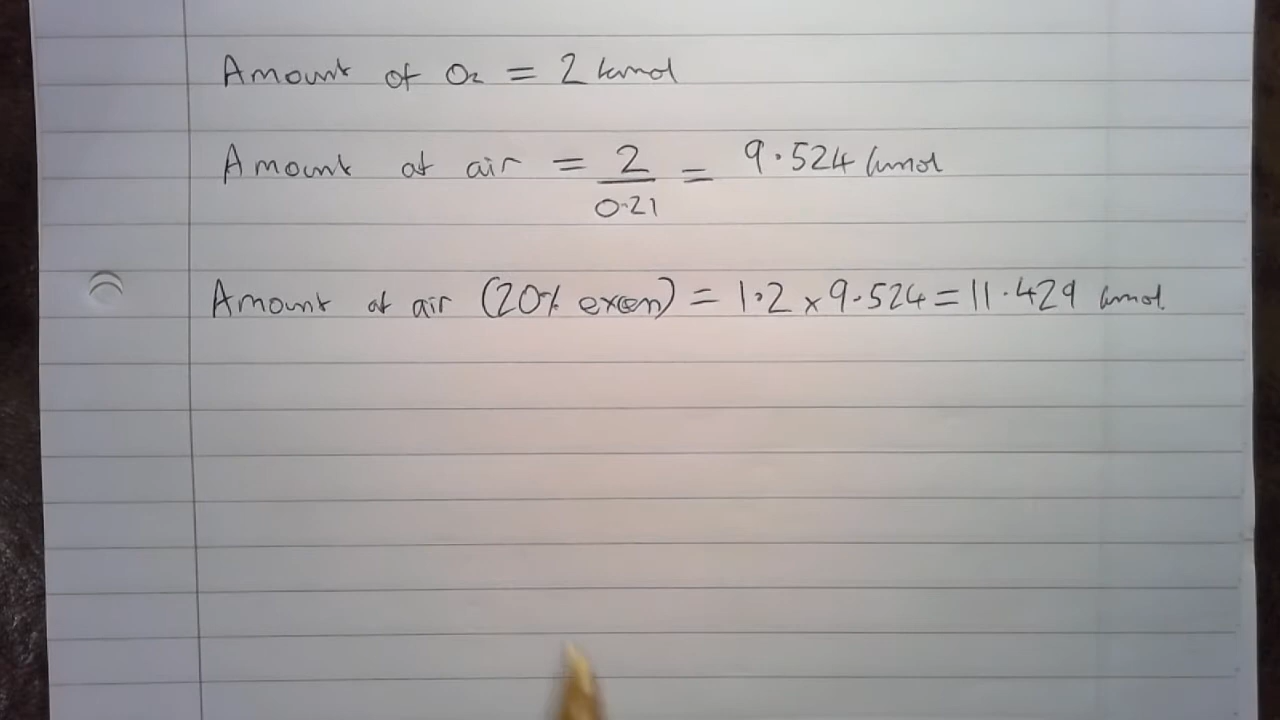 Amount of O₂ = 2 kmol
Amount of air = 2/0.21 = 9.524 kmol
Amount of air (20% excess) = 1.2 x 9.524 = 11.429 kmol.